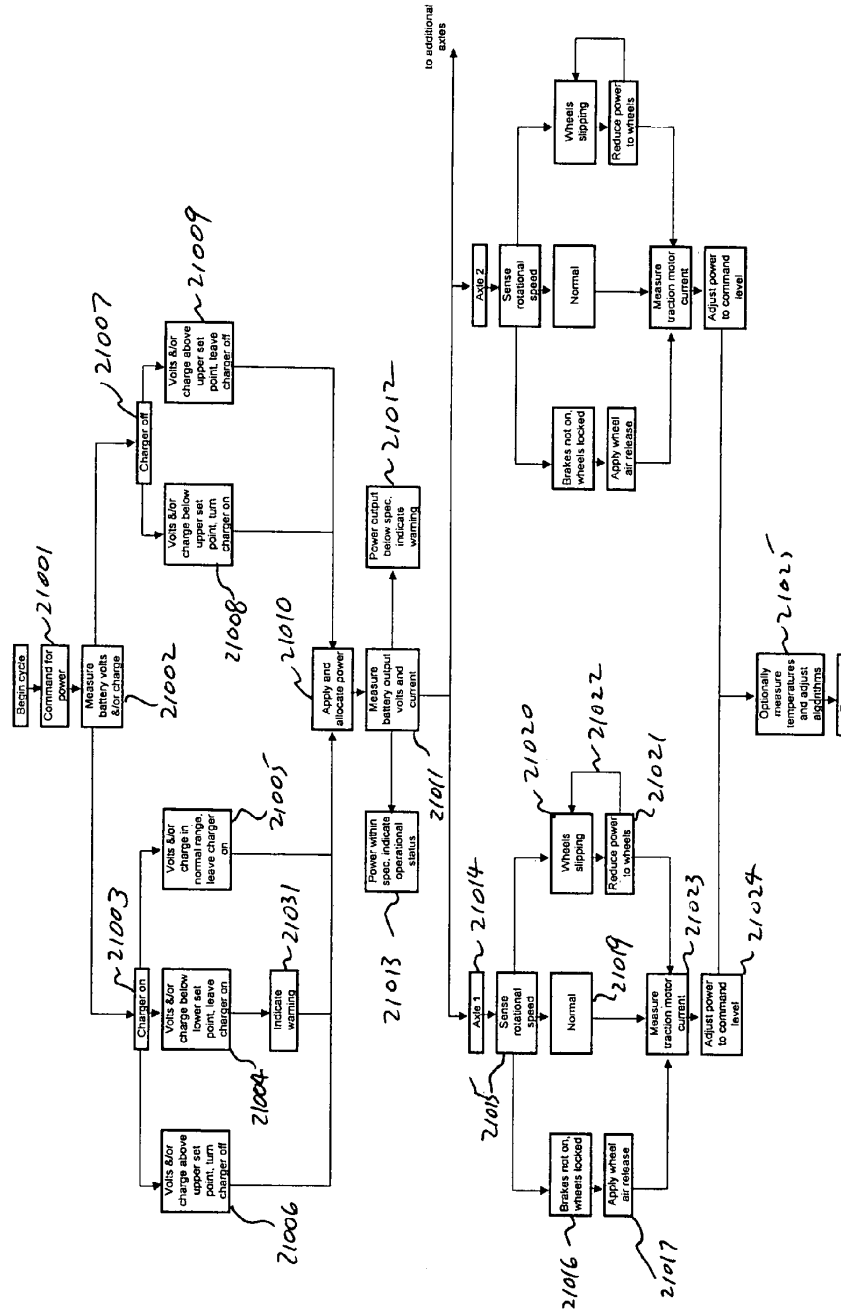 Begin cycle
Command for
power
21001
Measure
battery volts
&/or charge
21002
Charger on
21003
Charger off
21007
Volts &/or
charge above
upper set
point, turn
charger off
21006
Volts &/or
charge below
lower set
point, leave
charger on
21004
Indicate
warning
21031
Volts &/or
charge in
normal range,
leave charger
on
21005
Volts &/or
charge below
upper set
point, turn
charger on
21008
Volts &/or
charge above
upper set
point, leave
charger off
21009
Apply and
allocate power
21010
Measure
battery output
volts and
current
21011
Power within
spec, indicate
operational
status
21013
Power output
below spec,
indicate
warning
21012
to additional
axles
Axle 1
21014
Sense
rotational
speed
21015
Brakes not on,
wheels locked
21016
Apply wheel
air release
21017
Normal
21019
Wheels
slipping
21020
Reduce power
to wheels
21021
21022
Measure
traction motor
current
21023
Adjust power
to command
level
21024
Axle 2
Sense
rotational
speed
Brakes not on,
wheels locked
Apply wheel
air release
Normal
Wheels
slipping
Reduce power
to wheels
Measure
traction motor
current
Adjust power
to command
level
Optionally
measure
temperatures
and adjust
algorithms
21025